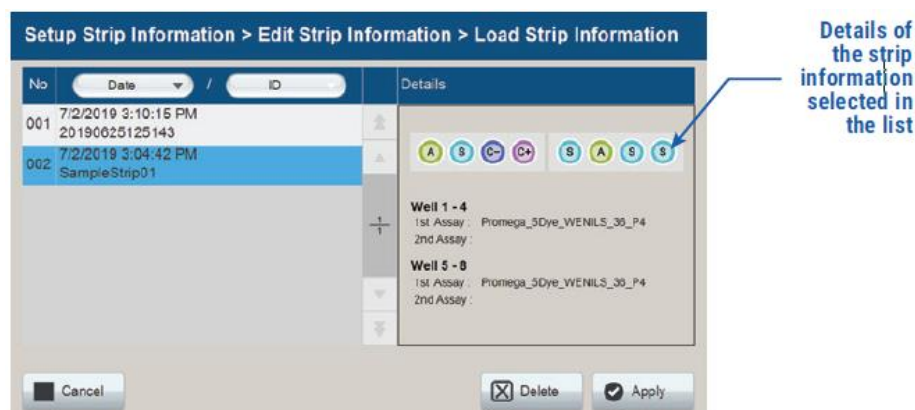 Setup Strip Information > Edit Strip Information > Load Strip Information
No Date / ID Details
001 7/2/2019 3:10:15 PM
20190625125143
002 7/2/2019 3:04:42 PM
SampleStrip01
1
1
A S C- C+ S A S S
Well 1 - 4
1st Assay : Promega_5Dye_WENILS_36_P4
2nd Assay :
Well 5 - 8
1st Assay : Promega_5Dye_WENILS_36_P4
2nd Assay :
Cancel Delete Apply
Details of
the strip
information
selected in
the list